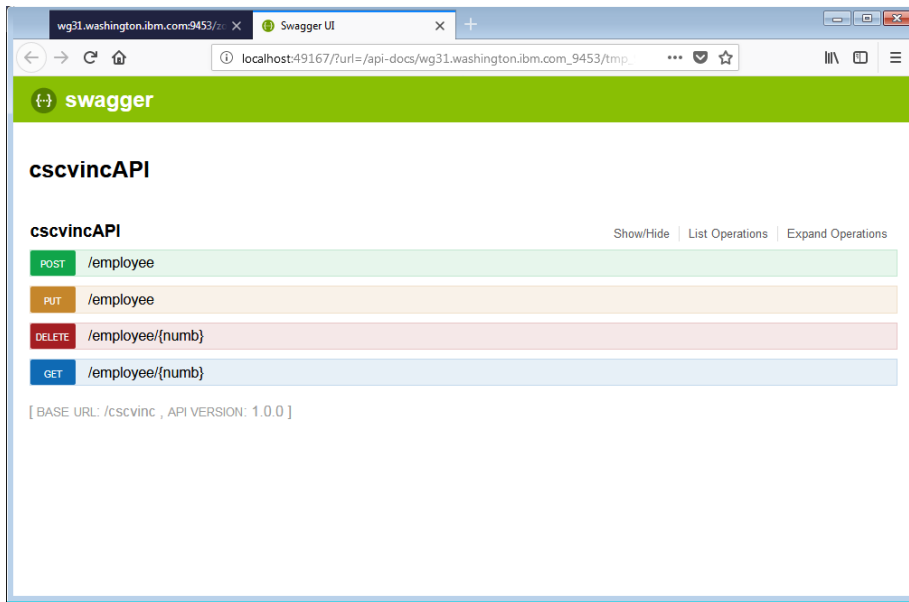 wg31.washington.ibm.com:9453/zc
Swagger UI
localhost:49167/?url=/api-docs/wg31.washington.ibm.com_9453/tmp_
swagger
cscvincAPI
cscvincAPI Show/Hide List Operations Expand Operations
POST /employee
PUT /employee
DELETE /employee/{numb}
GET /employee/{numb}
[ BASE URL: /cscvinc , API VERSION: 1.0.0 ]